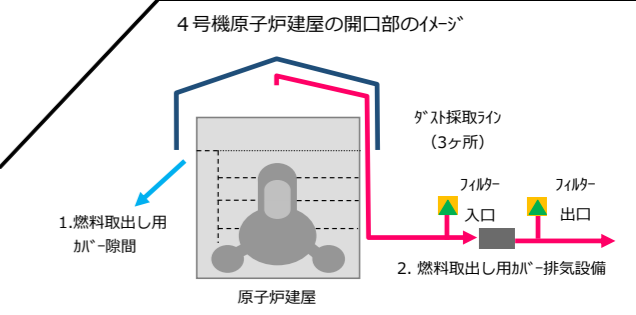 ４号機原子炉建屋の開口部のｲﾒｰｼﾞ
ﾀﾞｽﾄ採取ﾗｲﾝ
（3ヶ所）
ﾌｨﾙﾀｰ
入口
ﾌｨﾙﾀｰ
出口
1.燃料取出し用
ｶﾊﾞｰ隙間
2. 燃料取出し用ｶﾊﾞｰ排気設備
原子炉建屋